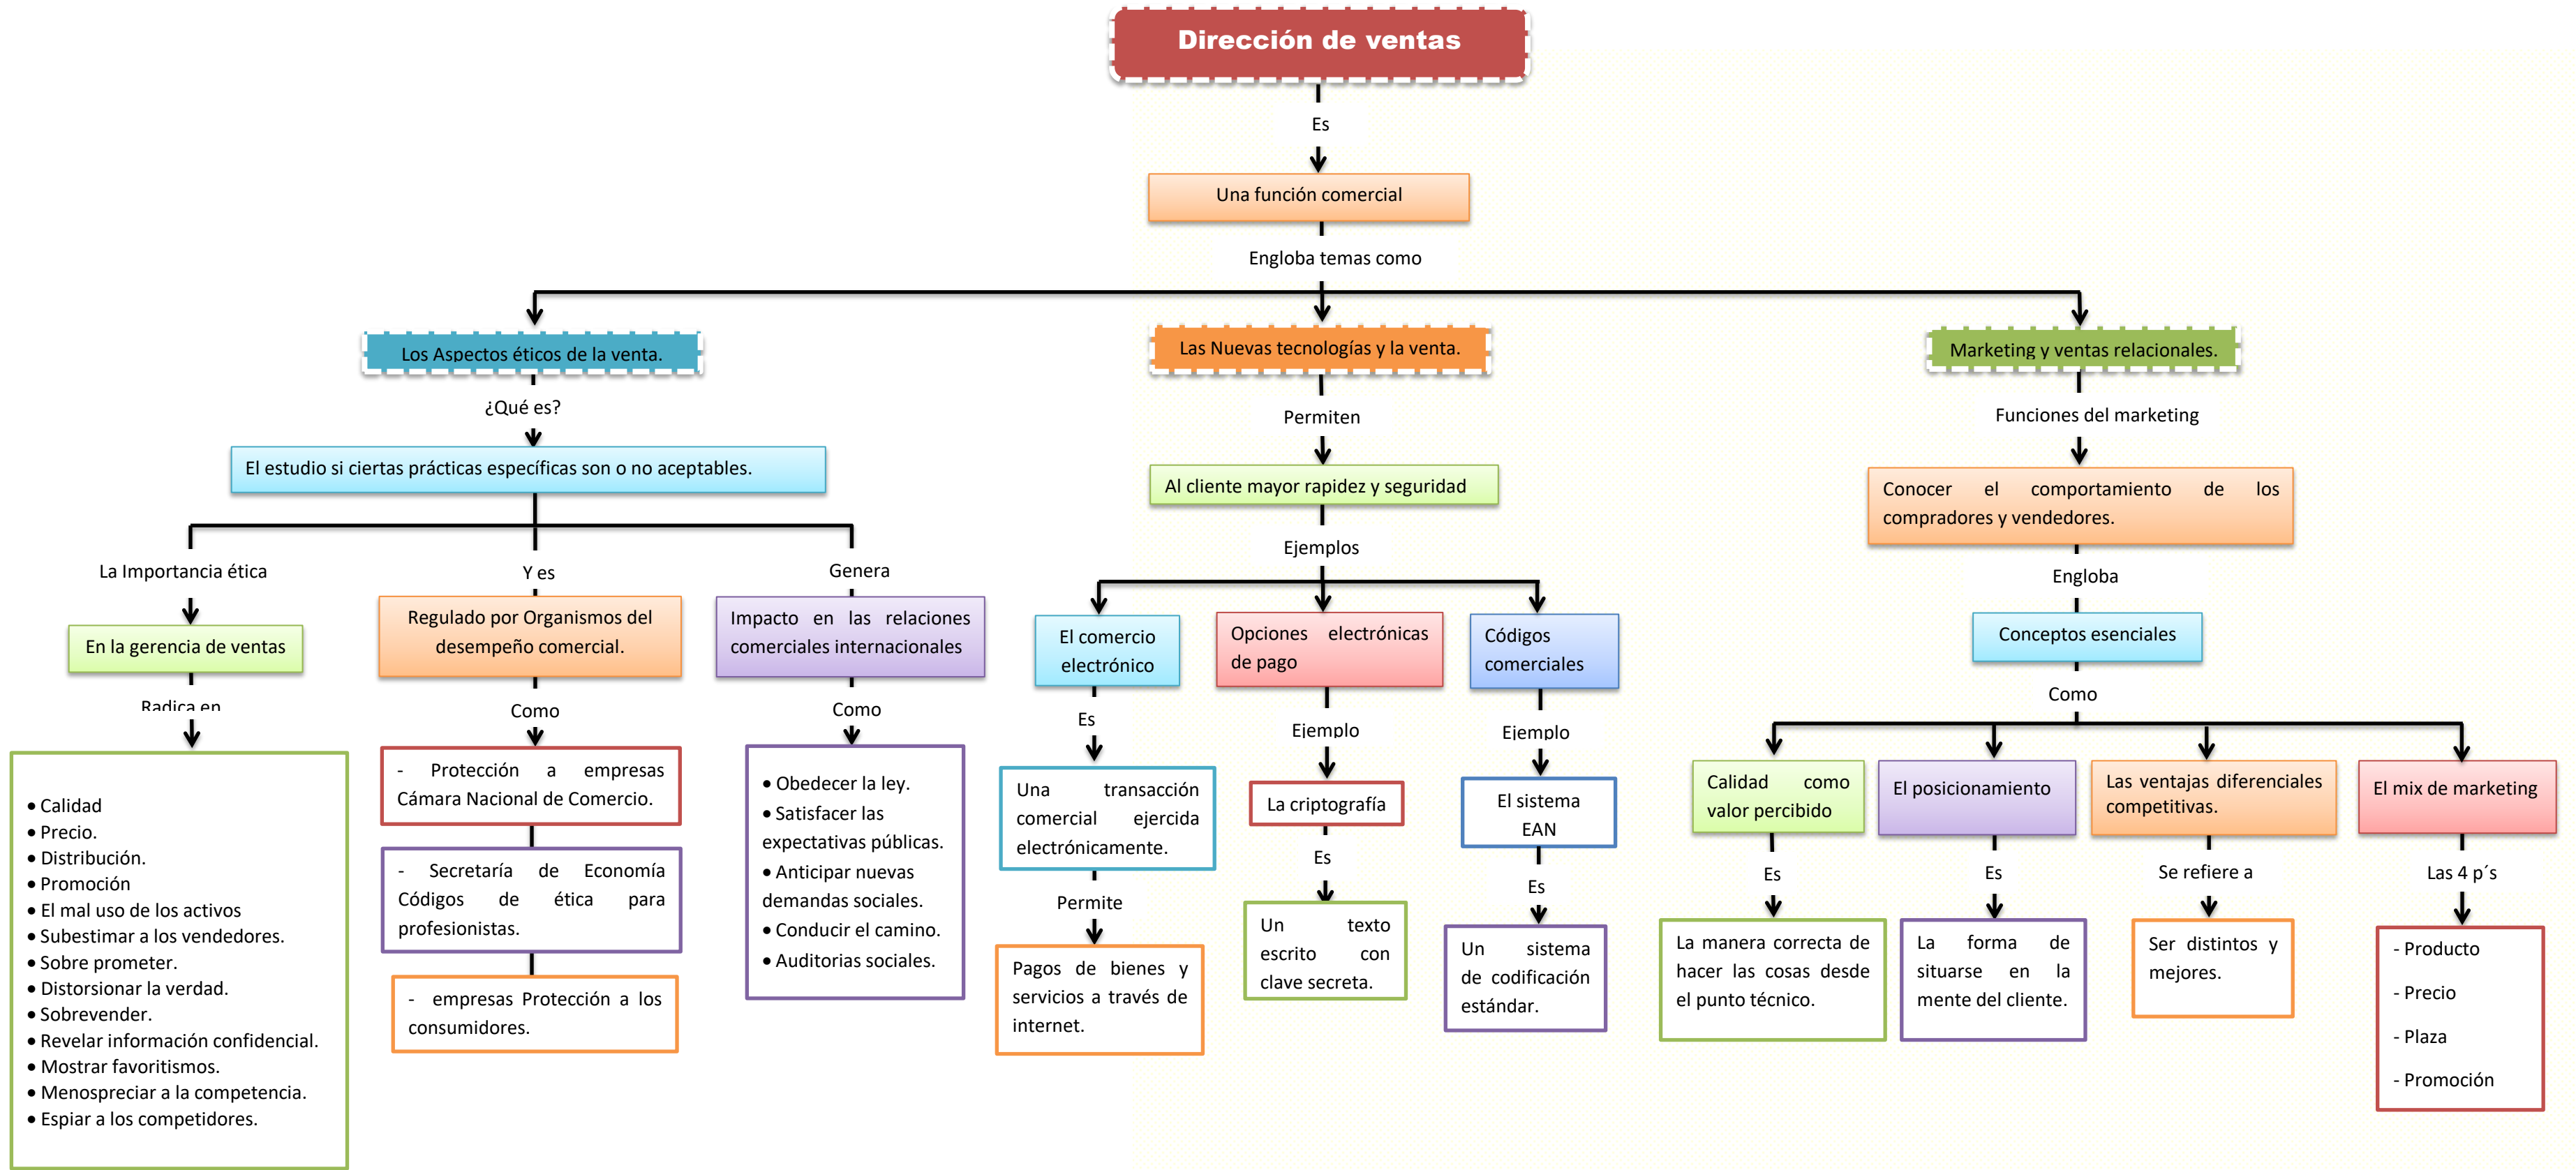 Dirección de ventas
Es
Una función comercial
Engloba temas como
Los Aspectos éticos de la venta.
¿Qué es?
El estudio si ciertas prácticas específicas son o no aceptables.
La Importancia ética
En la gerencia de ventas
Radica en
• Calidad
• Precio.
• Distribución.
• Promoción
• El mal uso de los activos
• Subestimar a los vendedores.
• Sobre prometer.
• Distorsionar la verdad.
• Sobrevender.
• Revelar información confidencial.
• Mostrar favoritismos.
• Menospreciar a la competencia.
• Espiar a los competidores.
Y es
Regulado por Organismos del
desempeño comercial.
Como
- Protección a empresas
Cámara Nacional de Comercio.
- Secretaría de Economía
Códigos de ética para
profesionistas.
- empresas Protección a los
consumidores.
Genera
Impacto en las relaciones
comerciales internacionales
Como
• Obedecer la ley.
• Satisfacer las
expectativas públicas.
• Anticipar nuevas
demandas sociales.
• Conducir el camino.
• Auditorias sociales.
Las Nuevas tecnologías y la venta.
Permiten
Al cliente mayor rapidez y seguridad
Ejemplos
El comercio
electrónico
Es
Una transacción
comercial ejercida
electrónicamente.
Permite
Pagos de bienes y
servicios a través de
internet.
Opciones electrónicas
de pago
Ejemplo
La criptografía
Es
Un texto
escrito con
clave secreta.
Códigos
comerciales
Ejemplo
El sistema
EAN
Es
Un sistema
de codificación
estándar.
Marketing y ventas relacionales.
Funciones del marketing
Conocer el comportamiento de los
compradores y vendedores.
Engloba
Conceptos esenciales
Como
Calidad como
valor percibido
Es
La manera correcta de
hacer las cosas desde
el punto técnico.
El posicionamiento
Es
La forma de
situarse en la
mente del cliente.
Las ventajas diferenciales
competitivas.
Se refiere a
Ser distintos y
mejores.
El mix de marketing
Las 4 p´s
- Producto
- Precio
- Plaza
- Promoción